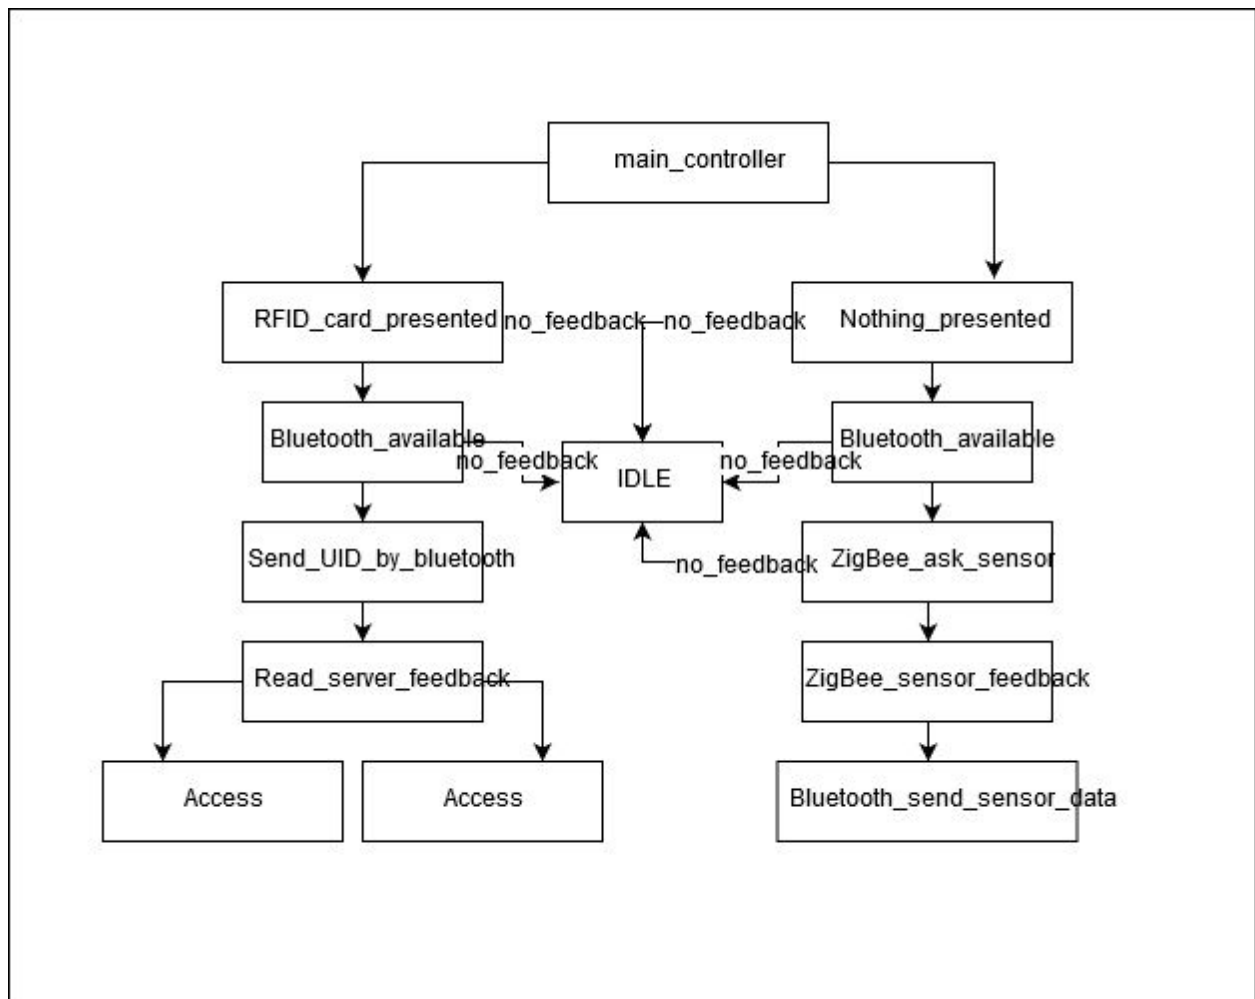 main_controller
RFID_card_presented
no_feedback
no_feedback
Nothing_presented
Bluetooth_available
no_feedback
IDLE
no_feedback
Bluetooth_available
Send_UID_by_bluetooth
no_feedback
ZigBee_ask_sensor
Read_server_feedback
ZigBee_sensor_feedback
Access
Access
Bluetooth_send_sensor_data